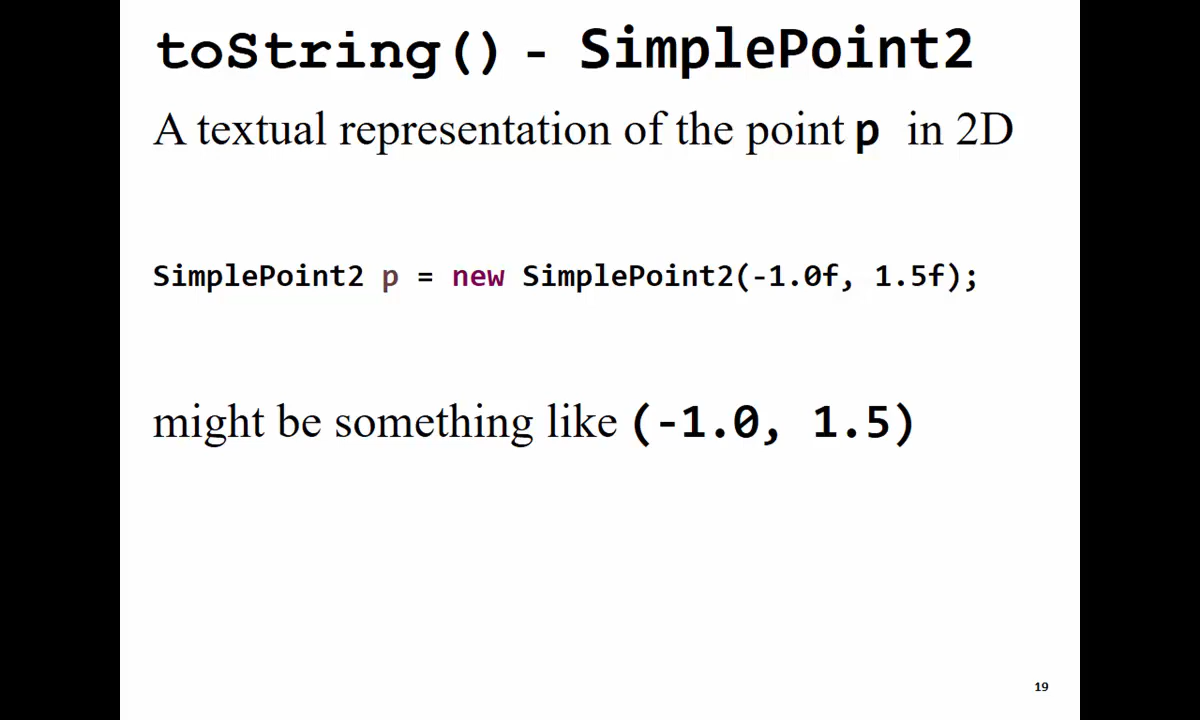 toString() - SimplePoint2
A textual representation of the point p in 2D
SimplePoint2 p = new SimplePoint2(-1.0f, 1.5f);
might be something like (-1.0, 1.5)
19